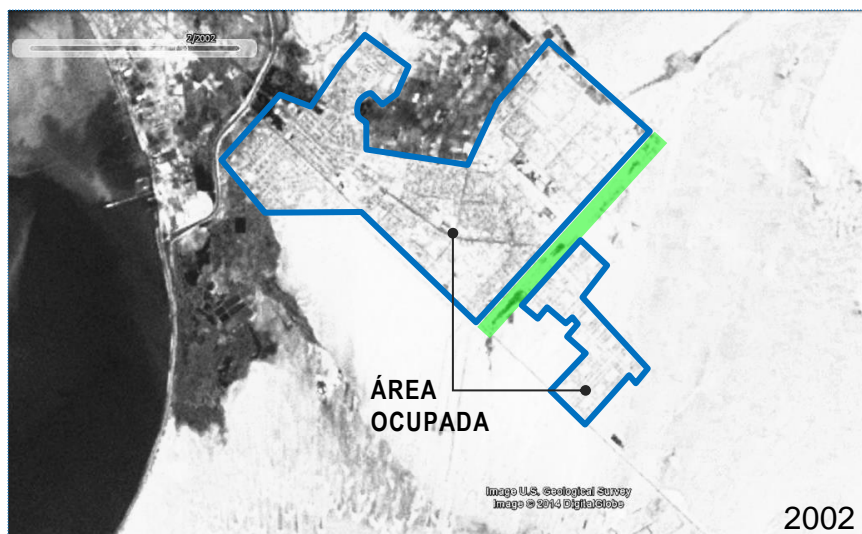 2/2002
ÁREA
OCUPADA
Image U.S. Geological Survey
Image © 2014 DigitalGlobe
2002